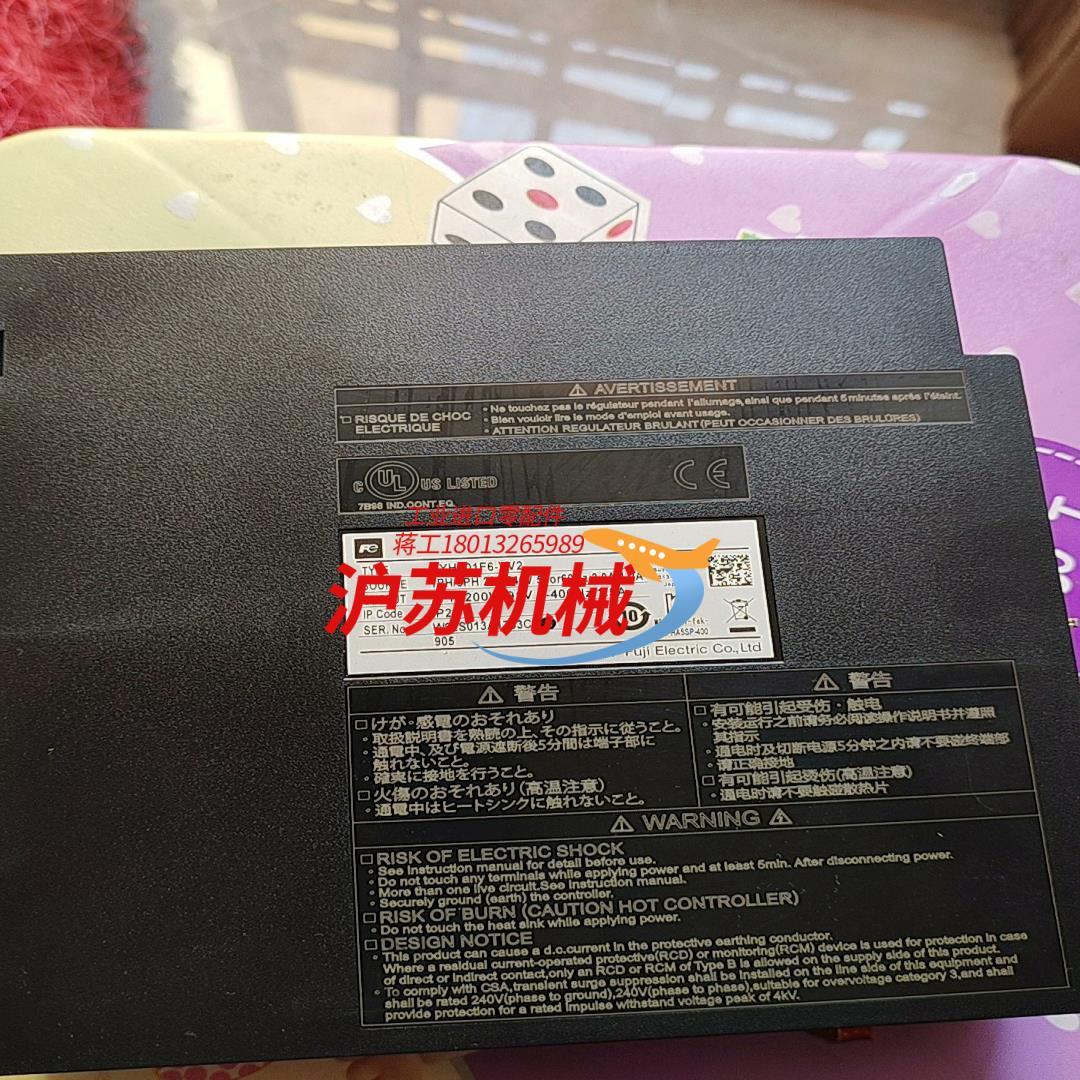 ⚠ AVERTISSEMENT
□ RISQUE DE CHOC
ELECTRIQUE
・Ne touchez pas le régulateur pendant l'allumage,ainsi que pendant 5 minutes après l'éteint.
・Bien vouloir lire le mode d'emploi avant usage.
・ATTENTION REGULATEUR BRULANT (PEUT OCCASIONNER DES BRULÛRES)
C UL US LISTED
7B98 IND.CONT.EQ.
CE
工业进口零配件
蒋工18013265989
沪苏机械
Fe
IP Code
SER. No.
905
Fuji Electric Co.,Ltd
⚠ 警告
□ けが・感電のおそれあり
・取扱説明書を熟読の上、その指示に従うこと。
・通電中、及び電源遮断後5分間は端子部に
触れないこと。
・確実に接地を行うこと。
□ 火傷のおそれあり(高温注意)
・通電中はヒートシンクに触れないこと。
⚠ 警告
□ 有可能引起受伤・触电
・安装运行之前请务必阅读操作说明书并遵照
其指示
・通电时及切断电源5分钟之内请不要碰终端部
・请正确接地
□ 有可能引起受伤(高温注意)
・通电时请不要触碰散热片
⚠ WARNING ⚠
□ RISK OF ELECTRIC SHOCK
・See instruction manual for detail before use.
・Do not touch any terminals while applying power and at least 5min. After disconnecting power.
・More than one live circuit.See instruction manual.
・Securely ground (earth) the controller.
□ RISK OF BURN (CAUTION HOT CONTROLLER)
・Do not touch the heat sink while applying power.
□ DESIGN NOTICE
・This product can cause a d.c.current in the protective earthing conductor.
Where a residual current-operated protective(RCD) or monitoring(RCM) device is used for protection in case
of direct or indirect contact,only an RCD or RCM of Type B is allowed on the supply side of this product.
・To comply with CSA,transient surge suppression shall be installed on the line side of this equipment and
shall be rated 240V(phase to ground),240V(phase to phase),suitable for overvoltage category 3,and shall
provide protection for a rated impulse withstand voltage peak of 4kV.